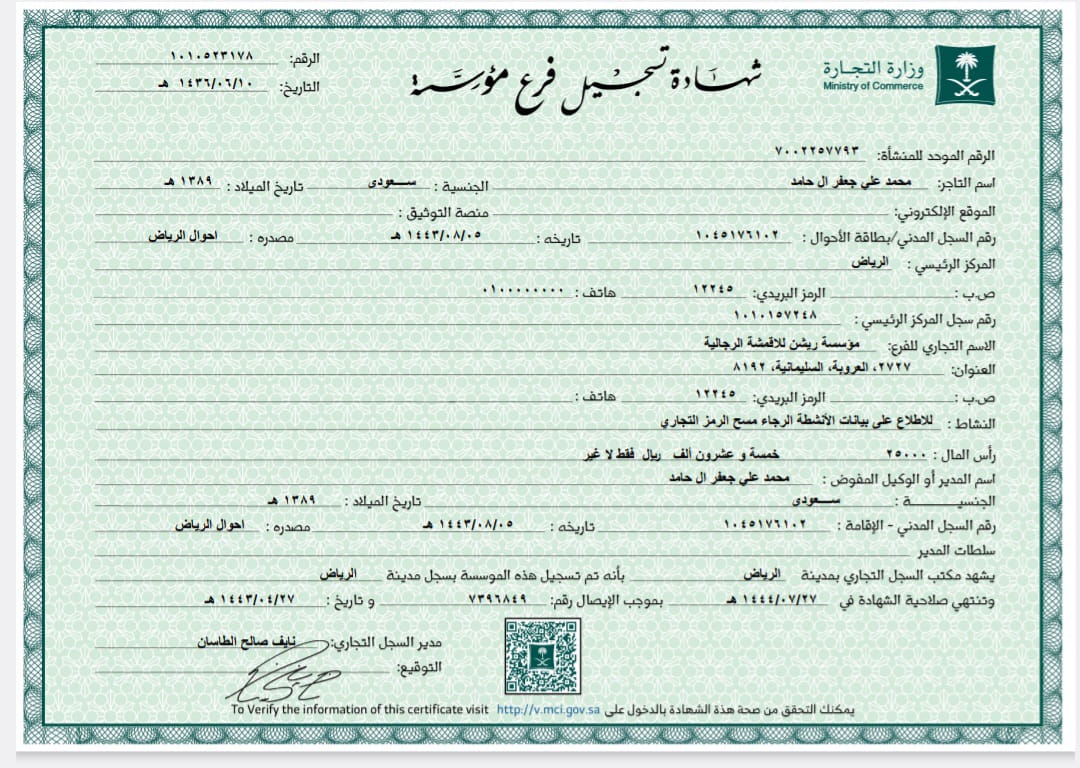 وزارة التجارة
Ministry of Commerce
شهادة تسجيل فرع مؤسسة
الرقم: ١٠١٠٥٢٣١٧٨
التاريخ: ١٤٣٦/٠٦/١٠ هـ
الرقم الموحد للمنشأة: ٧٠٠٢٢٥٧٧٩٣
اسم التاجر: محمد علي جعفر ال حامد الجنسية : سعودى تاريخ الميلاد : ١٣٨٩ هـ
الموقع الإلكتروني: منصة التوثيق :
رقم السجل المدني/بطاقة الأحوال : ١٠٤٥١٧٦١٠٢ تاريخه : ١٤٤٣/٠٨/٠٥ هـ مصدره : احوال الرياض
المركز الرئيسي : الرياض
ص.ب : الرمز البريدي: ١٢٢٤٥ هاتف : ٠١٠٠٠٠٠٠٠٠
رقم سجل المركز الرئيسي : ١٠١٠١٥٧٢٤٨
الاسم التجاري للفرع: مؤسسة ريشن للاقمشة الرجالية
العنوان: ٢٧٢٧، العروبة، السليمانية، ٨١٩٢
ص.ب : الرمز البريدي: ١٢٢٤٥ هاتف :
النشاط : للاطلاع على بيانات الأنشطة الرجاء مسح الرمز التجاري
رأس المال : ٢٥٠٠٠ خمسة و عشرون ألف ريال فقط لا غير
اسم المدير أو الوكيل المفوض : محمد علي جعفر ال حامد
الجنسيــــــة : سعودى تاريخ الميلاد : ١٣٨٩ هـ
رقم السجل المدني - الإقامة : ١٠٤٥١٧٦١٠٢ تاريخه : ١٤٤٣/٠٨/٠٥ هـ مصدره : احوال الرياض
سلطات المدير
يشهد مكتب السجل التجاري بمدينة الرياض بأنه تم تسجيل هذه الموسسة بسجل مدينة الرياض
وتنتهي صلاحية الشهادة في ١٤٤٤/٠٧/٢٧ هـ بموجب الإيصال رقم: ٧٣٩٦٨٤٩ و تاريخ : ١٤٤٣/٠٤/٢٧ هـ
مدير السجل التجاري: نايف صالح الطاسان
التوقيع:
يمكنك التحقق من صحة هذة الشهادة بالدخول على http://v.mci.gov.sa To Verify the information of this certificate visit